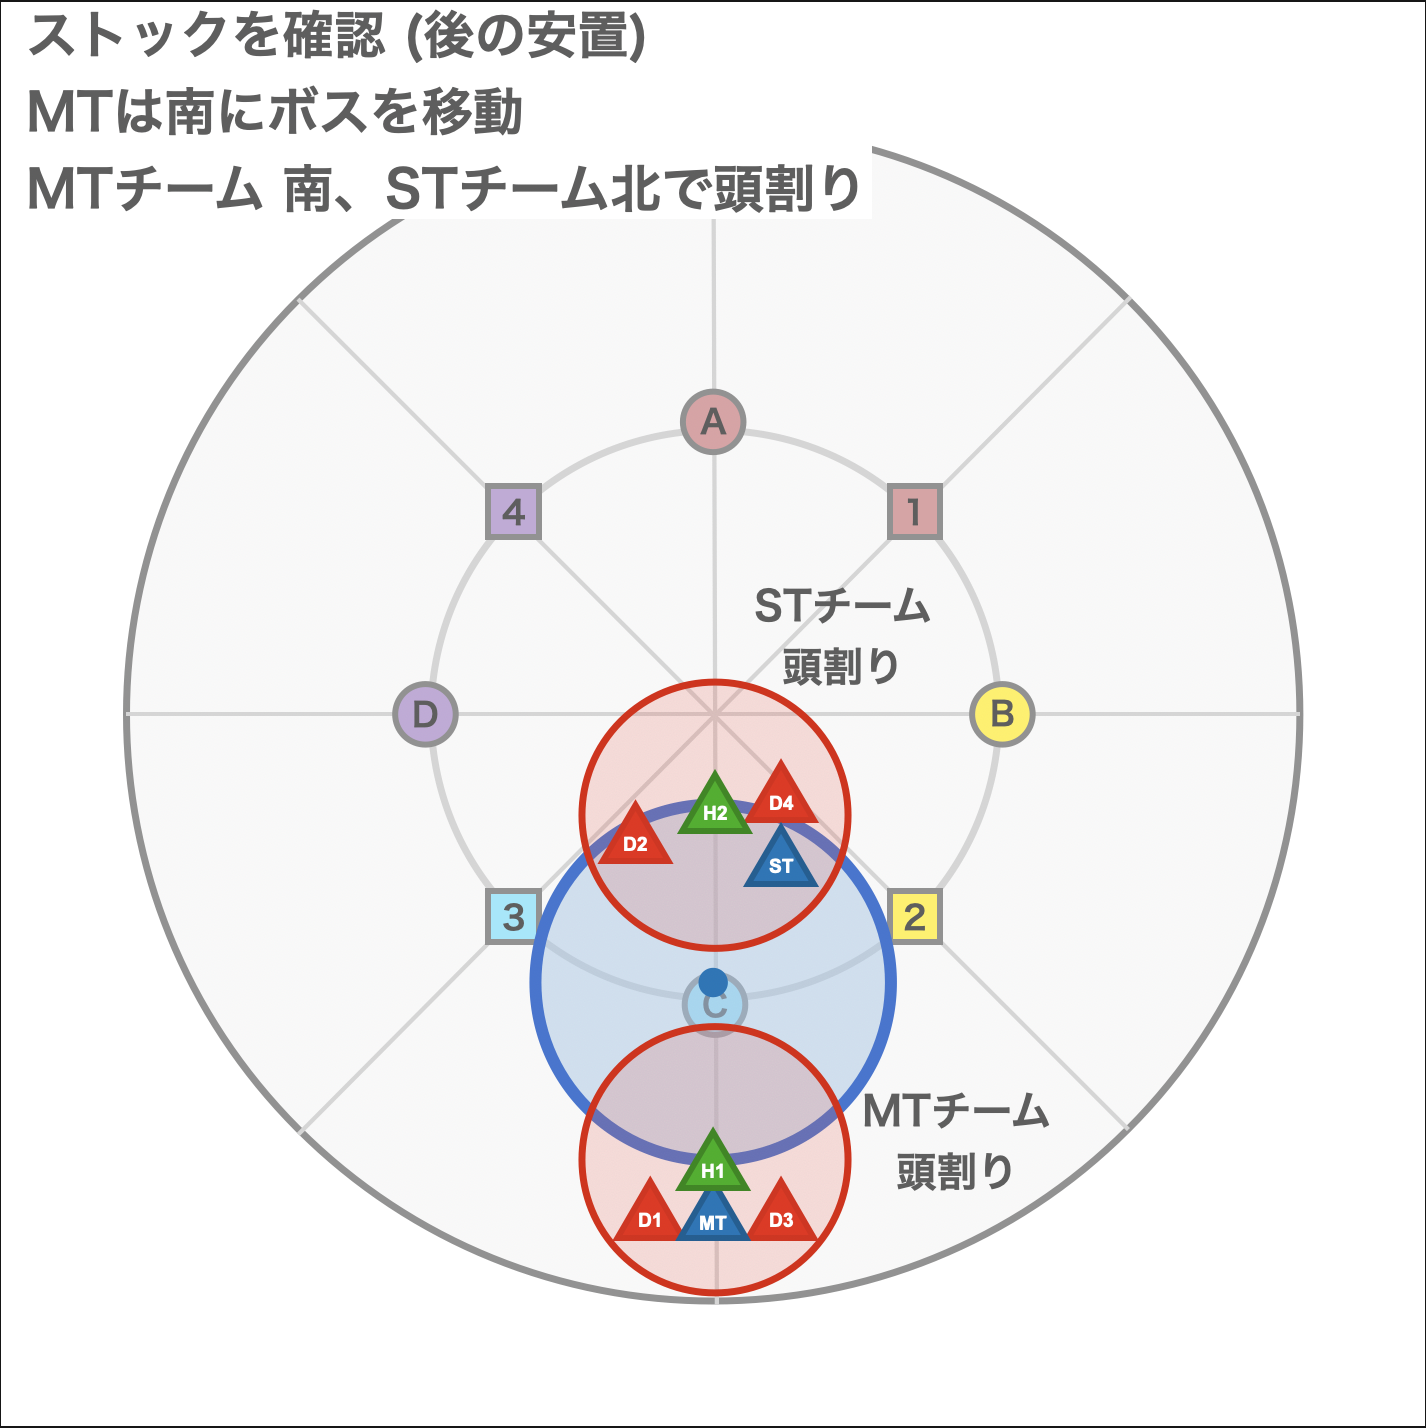 ストックを確認 (後の安置)
MTは南にボスを移動
MTチーム 南、STチーム北で頭割り
A
4
1
STチーム
頭割り
D
B
H2
D4
D2
ST
3
2
C
MTチーム
頭割り
H1
D1
MT
D3